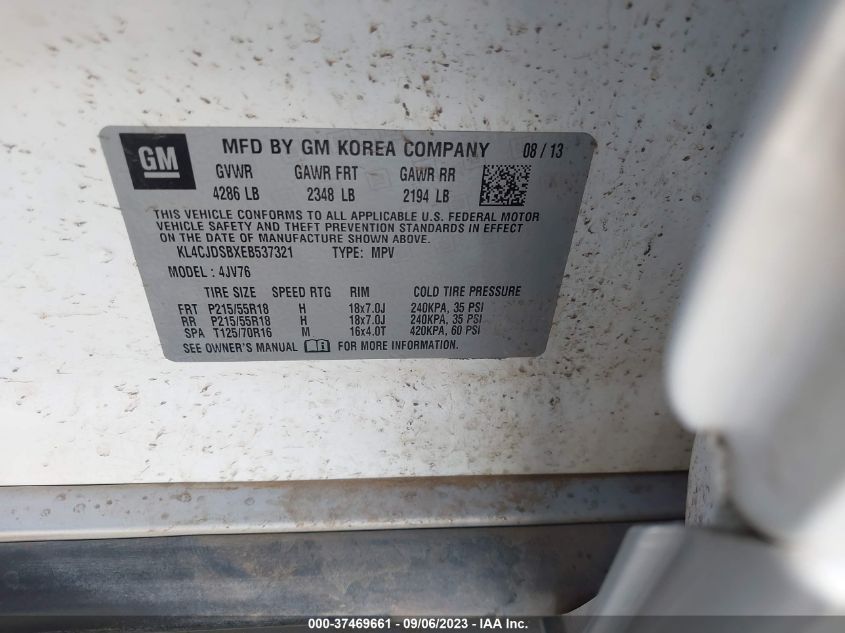 GM
MFD BY GM KOREA COMPANY 08 / 13
GVWR GAWR FRT GAWR RR
4286 LB 2348 LB 2194 LB
THIS VEHICLE CONFORMS TO ALL APPLICABLE U.S. FEDERAL MOTOR
VEHICLE SAFETY AND THEFT PREVENTION STANDARDS IN EFFECT
ON THE DATE OF MANUFACTURE SHOWN ABOVE.
KL4CJDSBXEB537321 TYPE: MPV
MODEL : 4JV76
TIRE SIZE SPEED RTG RIM COLD TIRE PRESSURE
FRT P215/55R18 H 18x7.0J 240KPA, 35 PSI
RR P215/55R18 H 18x7.0J 240KPA, 35 PSI
SPA T125/70R16 M 16x4.0T 420KPA, 60 PSI
SEE OWNER'S MANUAL FOR MORE INFORMATION.
000-37469661 - 09/06/2023 - IAA Inc.